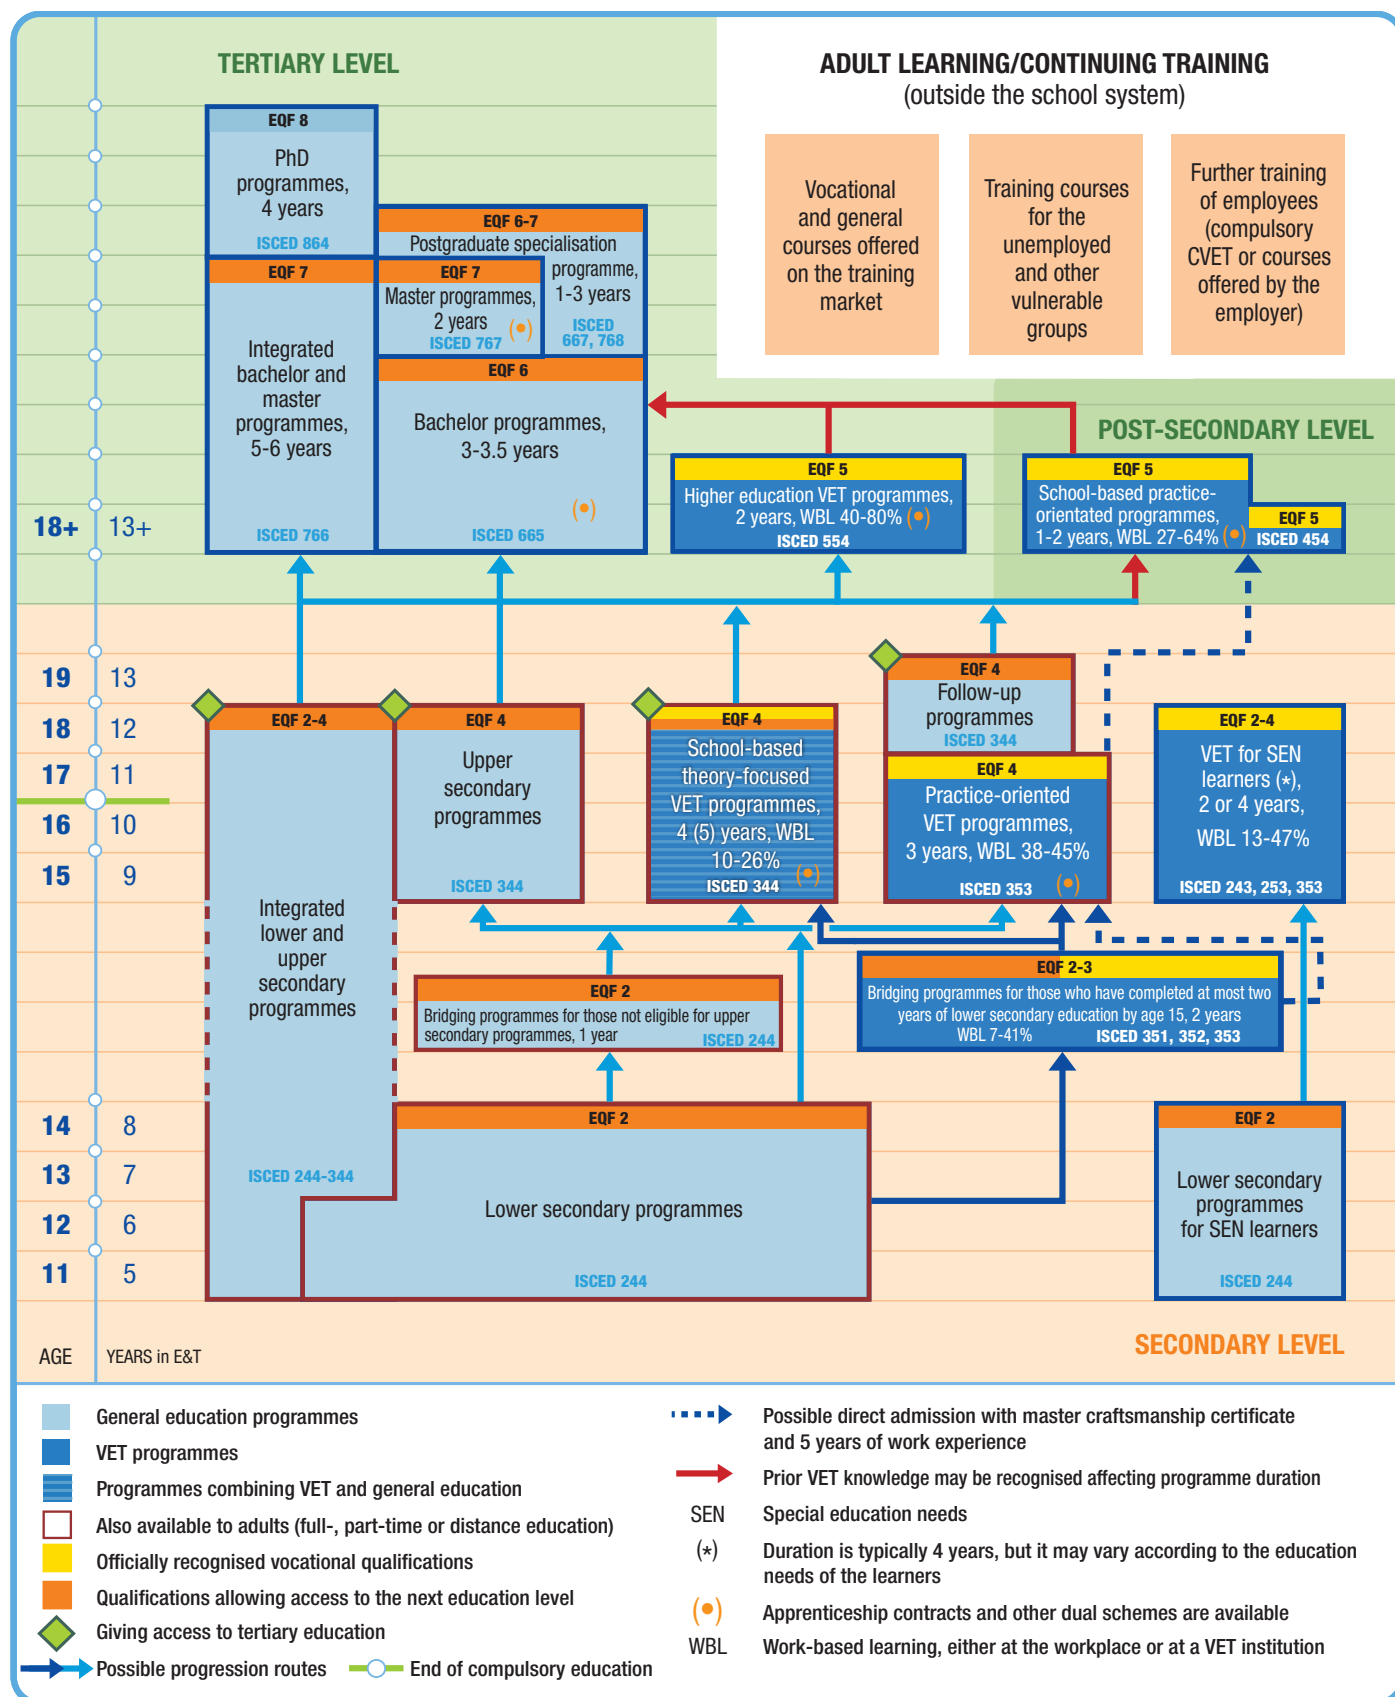 TERTIARY LEVEL
ADULT LEARNING/CONTINUING TRAINING
(outside the school system)
Vocational
and general
courses offered
on the training
market
Training courses
for the
unemployed
and other
vulnerable
groups
Further training
of employees
(compulsory
CVET or courses
offered by the
employer)
EQF 8
PhD
programmes,
4 years
ISCED 864
EQF 6-7
Postgraduate specialisation
programme,
1-3 years
ISCED
667, 768
EQF 7
Master programmes,
2 years (•)
ISCED 767
EQF 7
Integrated
bachelor and
master
programmes,
5-6 years
ISCED 766
EQF 6
Bachelor programmes,
3-3.5 years
(•)
ISCED 665
POST-SECONDARY LEVEL
EQF 5
Higher education VET programmes,
2 years, WBL 40-80% (•)
ISCED 554
EQF 5
School-based practice-
orientated programmes,
1-2 years, WBL 27-64% (•)
EQF 5
ISCED 454
18+ 13+
19 13
18 12
17 11
16 10
15 9
14 8
13 7
12 6
11 5
AGE YEARS in E&T
EQF 2-4
Integrated
lower and
upper
secondary
programmes
ISCED 244-344
EQF 4
Upper
secondary
programmes
ISCED 344
EQF 4
School-based
theory-focused
VET programmes,
4 (5) years, WBL
10-26%
(•)
ISCED 344
EQF 4
Follow-up
programmes
ISCED 344
EQF 4
Practice-oriented
VET programmes,
3 years, WBL 38-45%
ISCED 353 (•)
EQF 2-4
VET for SEN
learners (*),
2 or 4 years,
WBL 13-47%
ISCED 243, 253, 353
EQF 2
Bridging programmes for those not eligible for upper
secondary programmes, 1 year
ISCED 244
EQF 2-3
Bridging programmes for those who have completed at most two
years of lower secondary education by age 15, 2 years
WBL 7-41% ISCED 351, 352, 353
EQF 2
Lower secondary programmes
ISCED 244
EQF 2
Lower secondary
programmes
for SEN learners
ISCED 244
SECONDARY LEVEL
General education programmes
VET programmes
Programmes combining VET and general education
Also available to adults (full-, part-time or distance education)
Officially recognised vocational qualifications
Qualifications allowing access to the next education level
Giving access to tertiary education
Possible progression routes
End of compulsory education
Possible direct admission with master craftsmanship certificate
and 5 years of work experience
Prior VET knowledge may be recognised affecting programme duration
SEN Special education needs
(*) Duration is typically 4 years, but it may vary according to the education
needs of the learners
(•) Apprenticeship contracts and other dual schemes are available
WBL Work-based learning, either at the workplace or at a VET institution